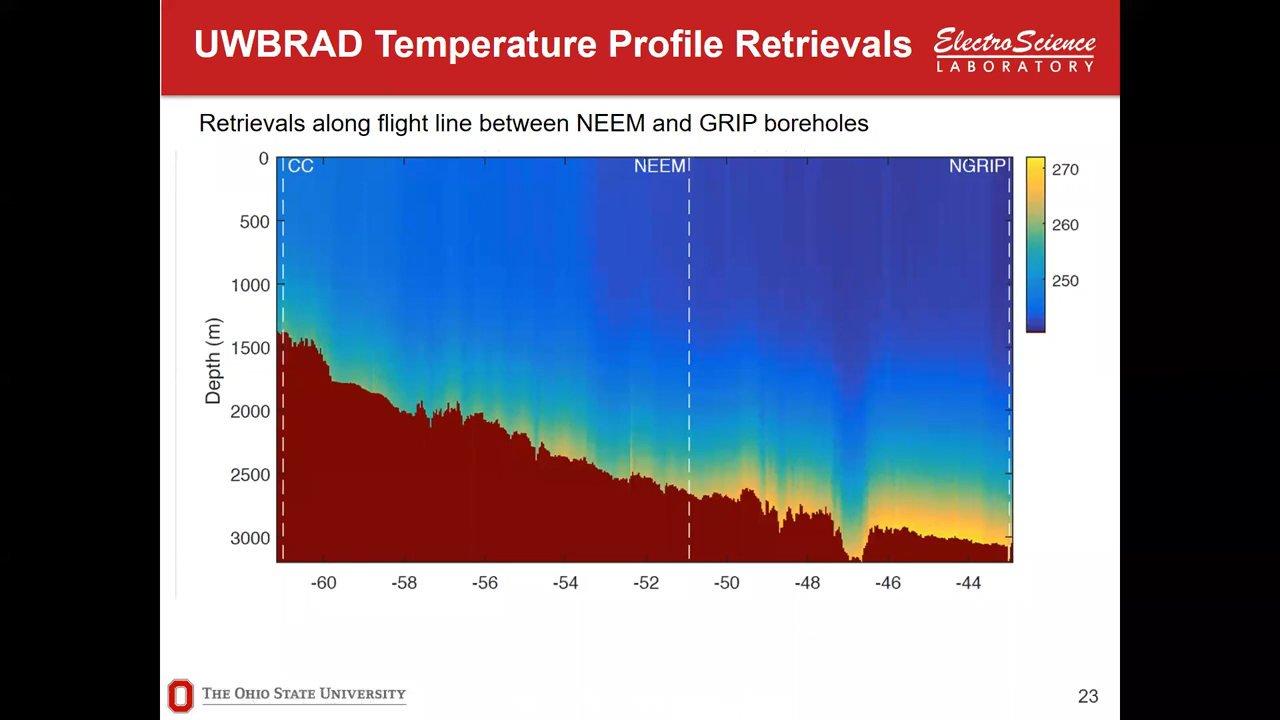 UWBRAD Temperature Profile Retrievals
ElectroScience
LABORATORY
Retrievals along flight line between NEEM and GRIP boreholes
CC
NEEM
NGRIP
0
500
1000
1500
2000
2500
3000
Depth (m)
-60 -58 -56 -54 -52 -50 -48 -46 -44
270
260
250
THE OHIO STATE UNIVERSITY
23